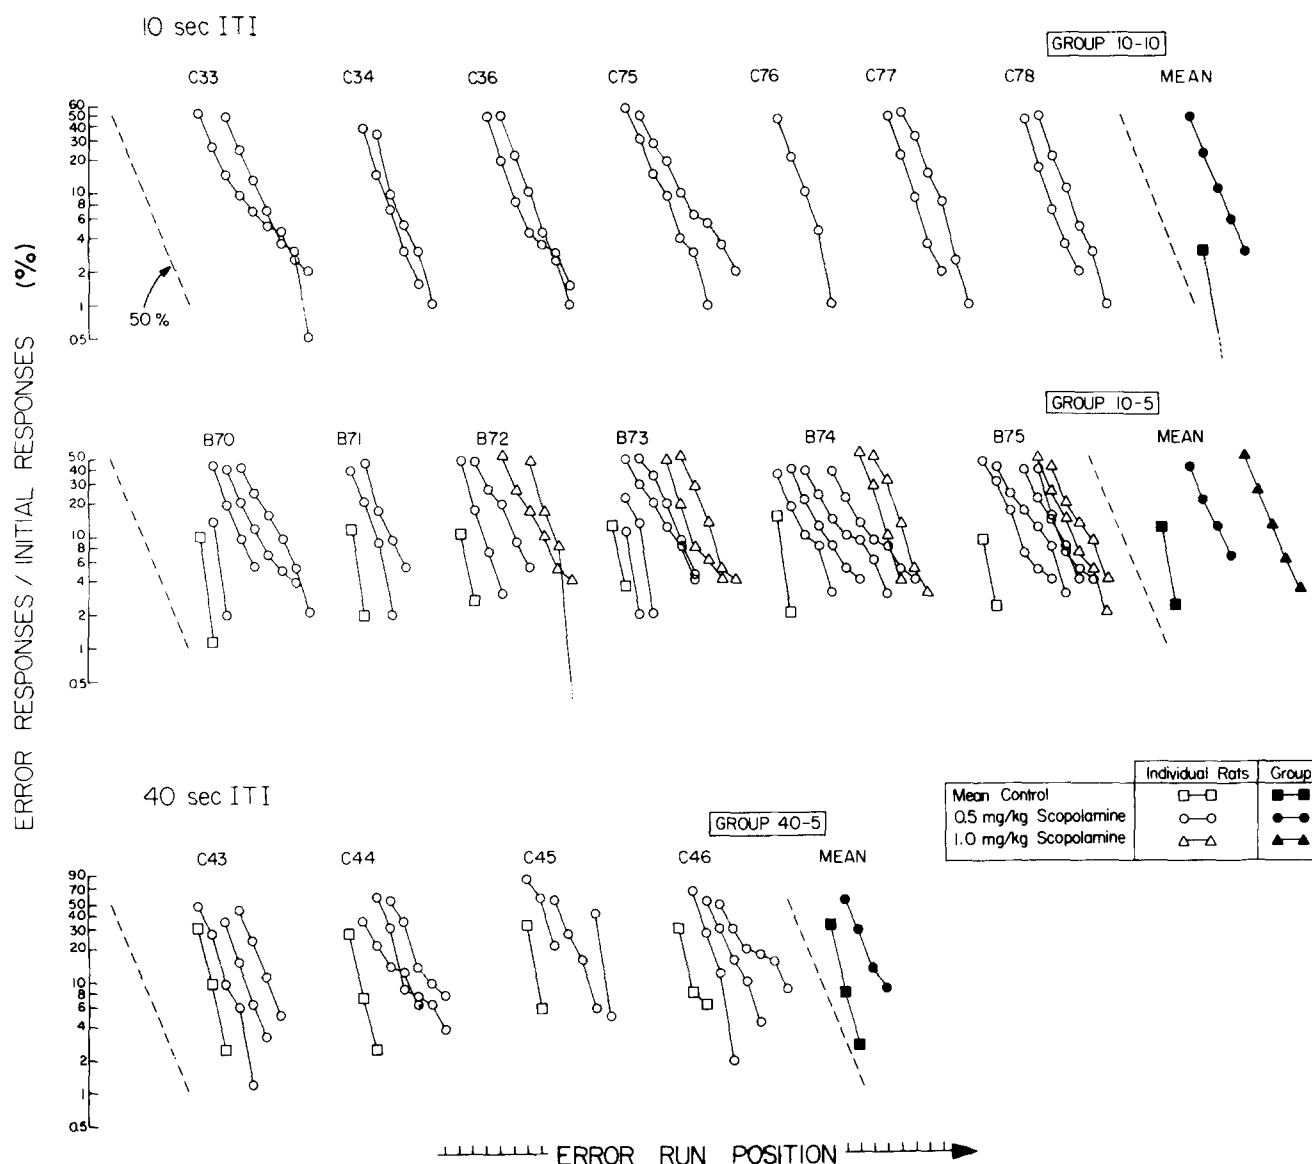 10 sec ITI
GROUP 10-10
C33 C34 C36 C75 C76 C77 C78 MEAN
60
50
40
20
10
8
6
4
2
1
0.5
50%
ERROR RESPONSES / INITIAL RESPONSES (%)
GROUP 10-5
B70 B71 B72 B73 B74 B75 MEAN
50
40
30
20
10
8
6
4
2
1
0.5
Individual Rats Group
Mean Control
0.5 mg/kg Scopolamine
1.0 mg/kg Scopolamine
40 sec ITI
GROUP 40-5
C43 C44 C45 C46 MEAN
90
70
50
40
30
20
10
8
6
4
2
1
0.5
ERROR RUN POSITION